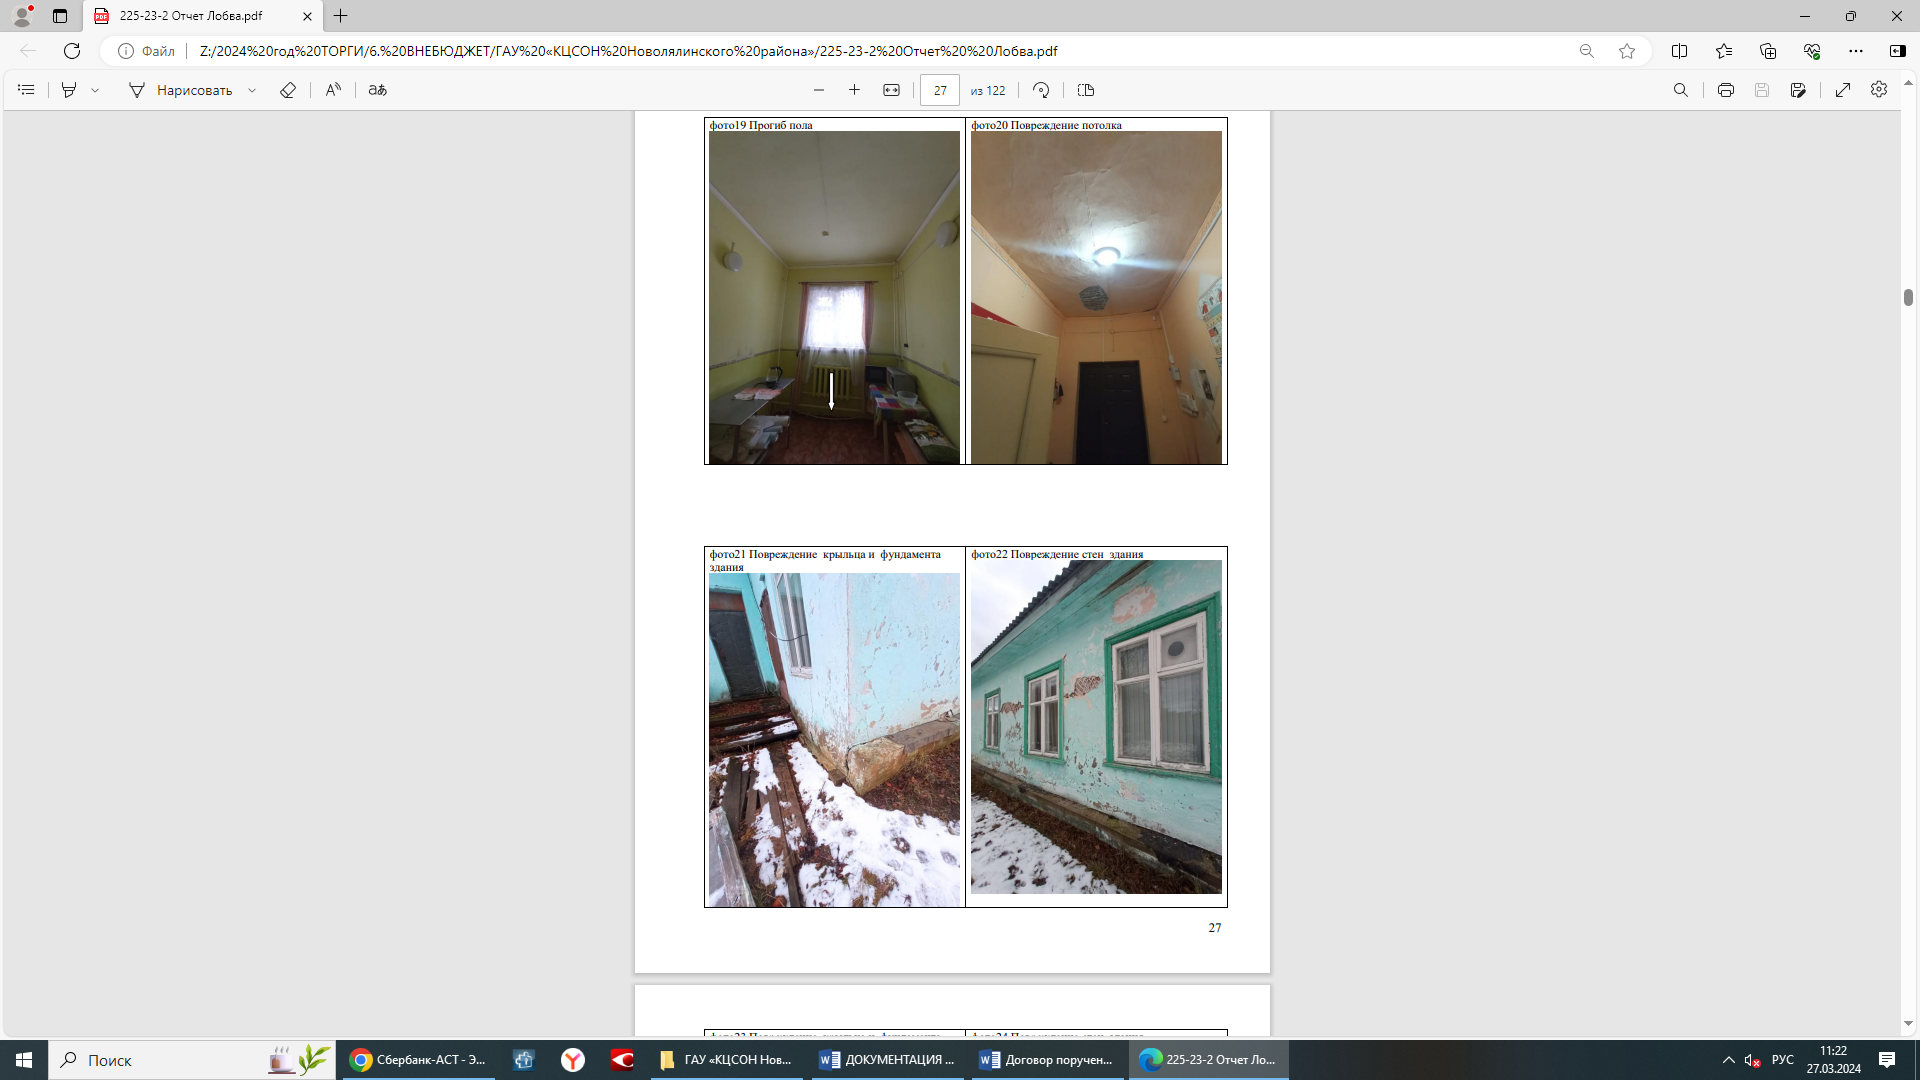 225-23-2 Отчет Лобва.pdf
Файл
Z:/2024%20год%20ТОРГИ/6.%20ВНЕБЮДЖЕТ/ГАУ%20«КЦСОН%20Новолялинского%20района»/225-23-2%20Отчет%20%20Лобва.pdf
Нарисовать
аあ
27 из 122
фото19 Прогиб пола
фото20 Повреждение потолка
фото21 Повреждение крыльца и фундамента
здания
фото22 Повреждение стен здания
27
Поиск
Сбербанк-АСТ - Э...
ГАУ «КЦСОН Нов...
ДОКУМЕНТАЦИЯ ...
Договор поручен...
225-23-2 Отчет Ло...
РУС
11:22
27.03.2024